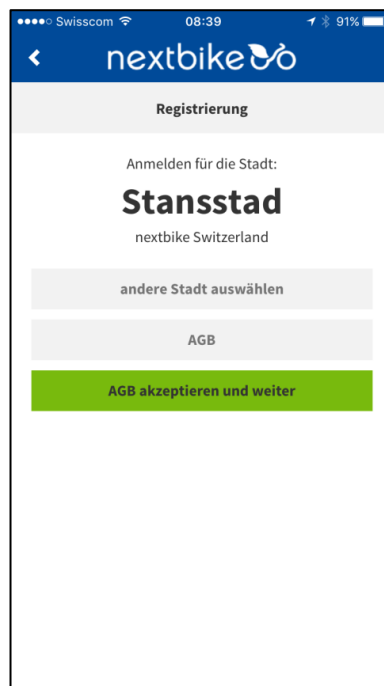 Swisscom 08:39 91%
nextbike
Registrierung
Anmelden für die Stadt:
Stansstad
nextbike Switzerland
andere Stadt auswählen
AGB
AGB akzeptieren und weiter